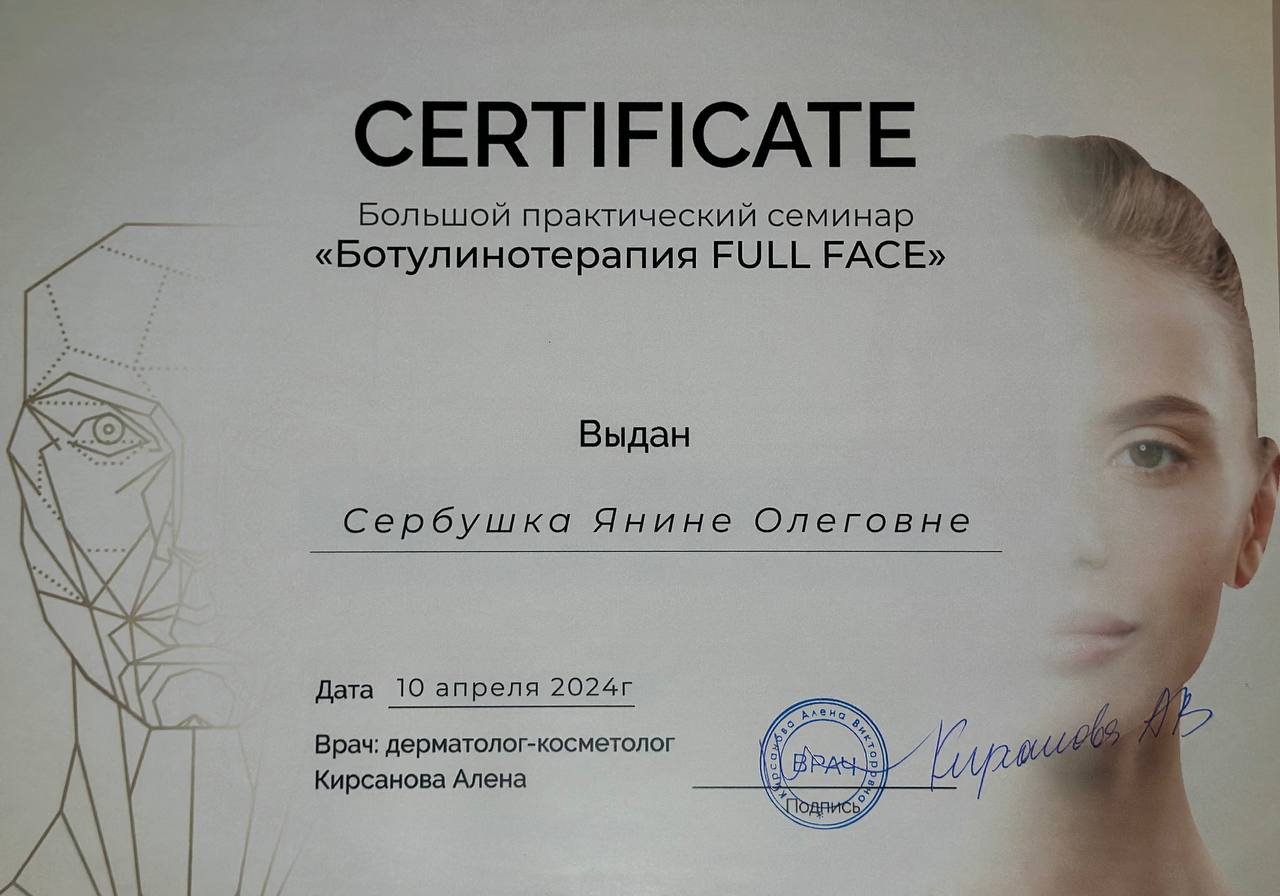 CERTIFICATE
Большой практический семинар
«Ботулинотерапия FULL FACE»
Выдан
Сербушка Янине Олеговне
Дата 10 апреля 2024г
Врач: дерматолог-косметолог
Кирсанова Алена
Кирсанова Алена Викторовна
ВРАЧ
Подпись
Кирсанова АВ